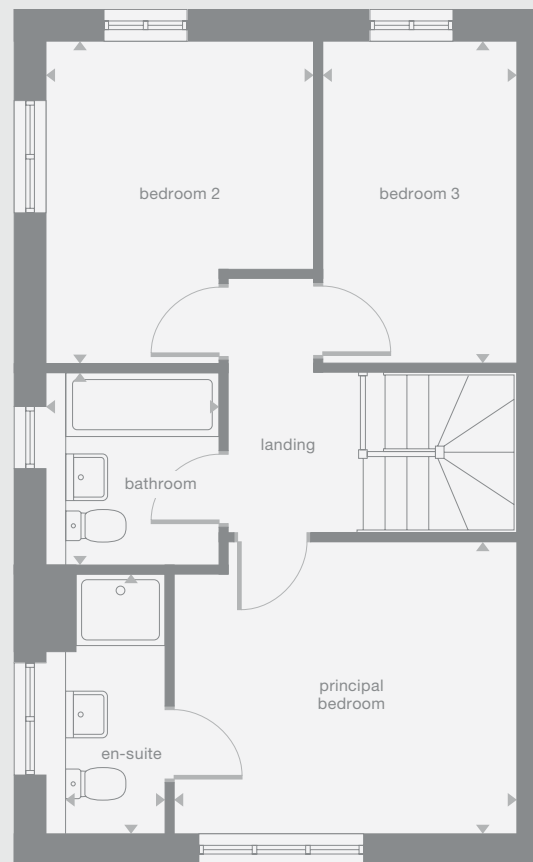 bedroom 2
bedroom 3
landing
bathroom
principal
bedroom
en-suite